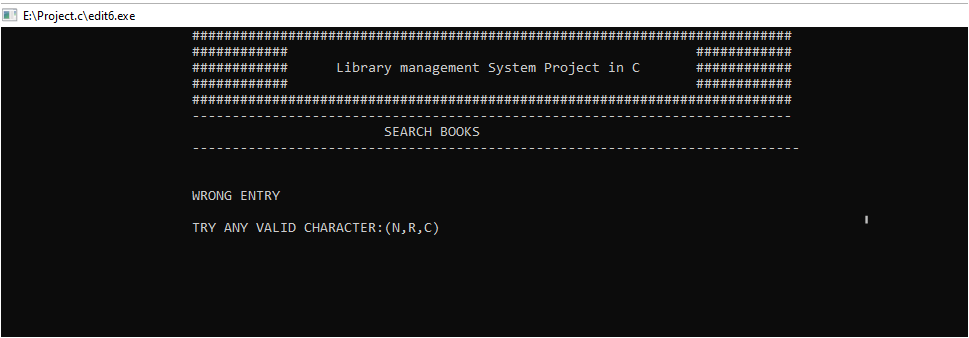 E:\Project.c\edit6.exe
###########################################################################
############                                                   ############
############      Library management System Project in C       ############
############                                                   ############
###########################################################################
---------------------------------------------------------------------------
SEARCH BOOKS
----------------------------------------------------------------------------
WRONG ENTRY
TRY ANY VALID CHARACTER:(N,R,C)